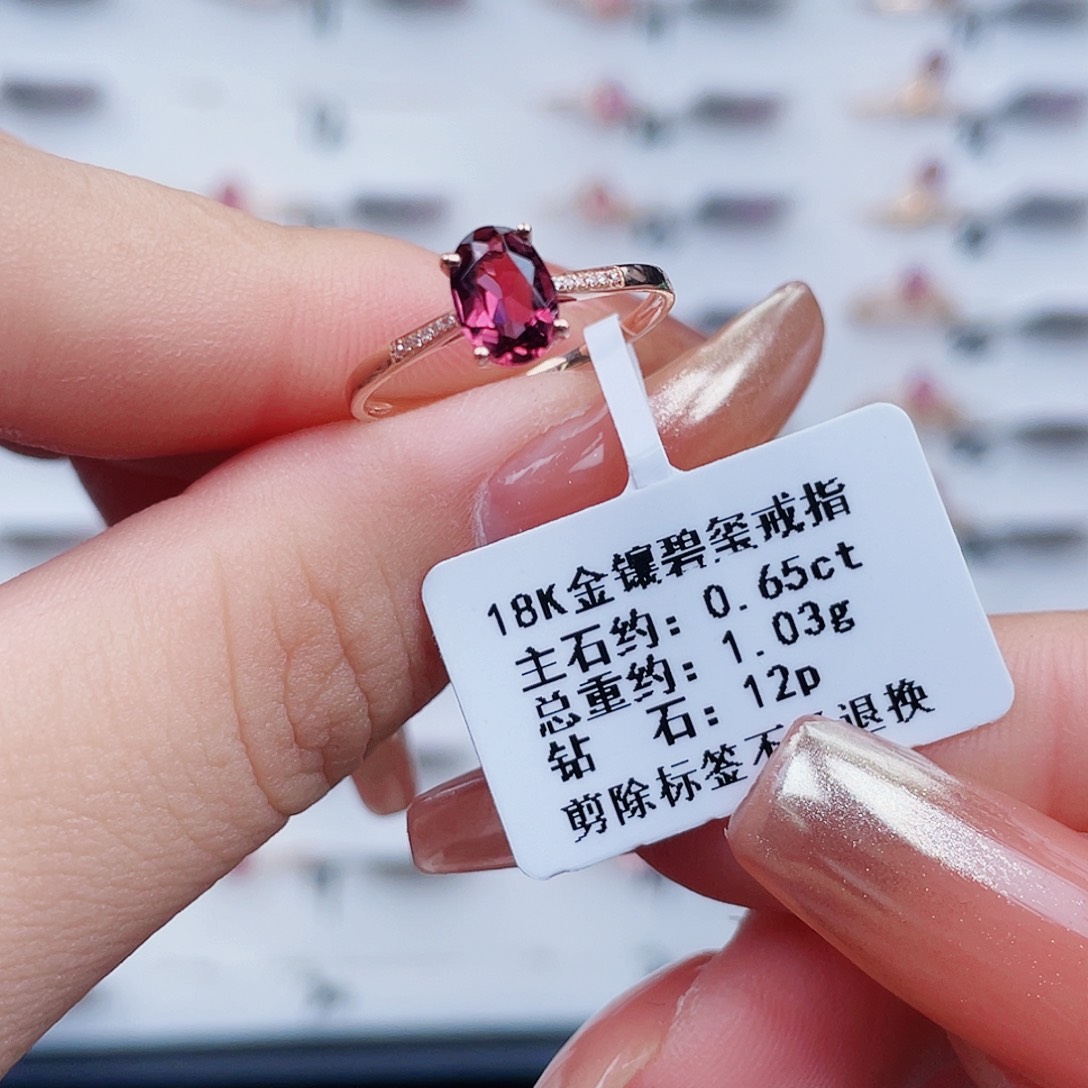 18K金镶碧玺戒指
主石约: 0.65ct
总重约: 1.03g
钻 石: 12p
剪除标签不 退换